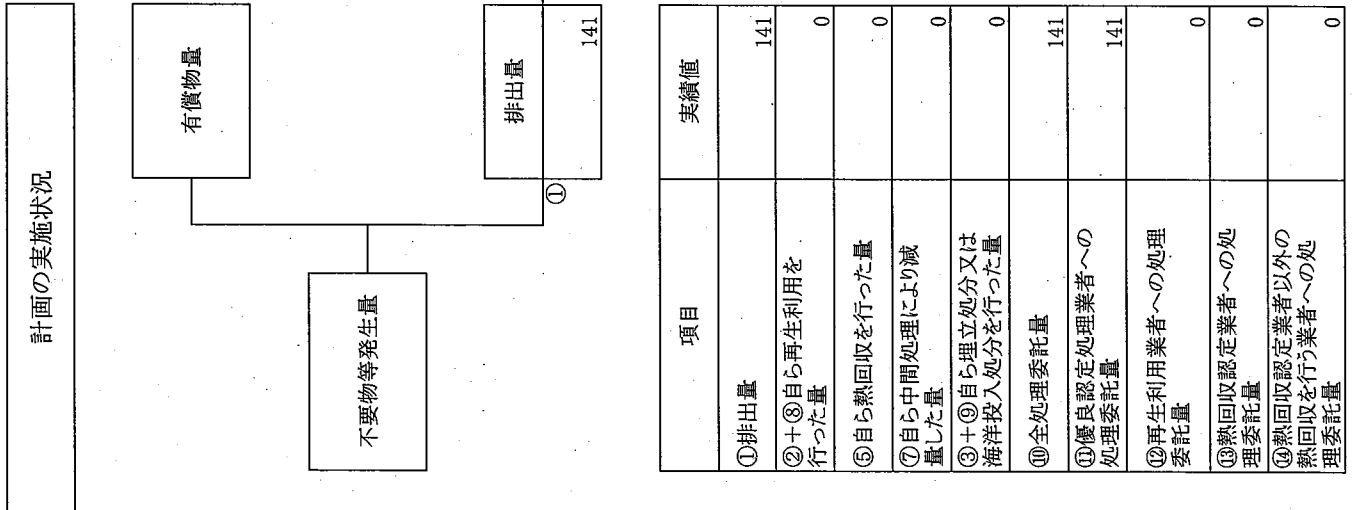 計画の実施状況
不要物等発生量
有償物量
①
排出量
141
項目
実績値
①排出量
141
②+⑧自ら再生利用を
行った量
0
⑤自ら熱回収を行った量
0
⑦自ら中間処理により減
量した量
0
③+⑨自ら埋立処分又は
海洋投入処分を行った量
0
⑩全処理委託量
141
⑪優良認定処理業者への
処理委託量
141
⑫再生利用業者への処理
委託量
0
⑬熱回収認定業者への処
理委託量
0
⑭熱回収認定業者以外の
熱回収を行う業者への処
理委託量
0